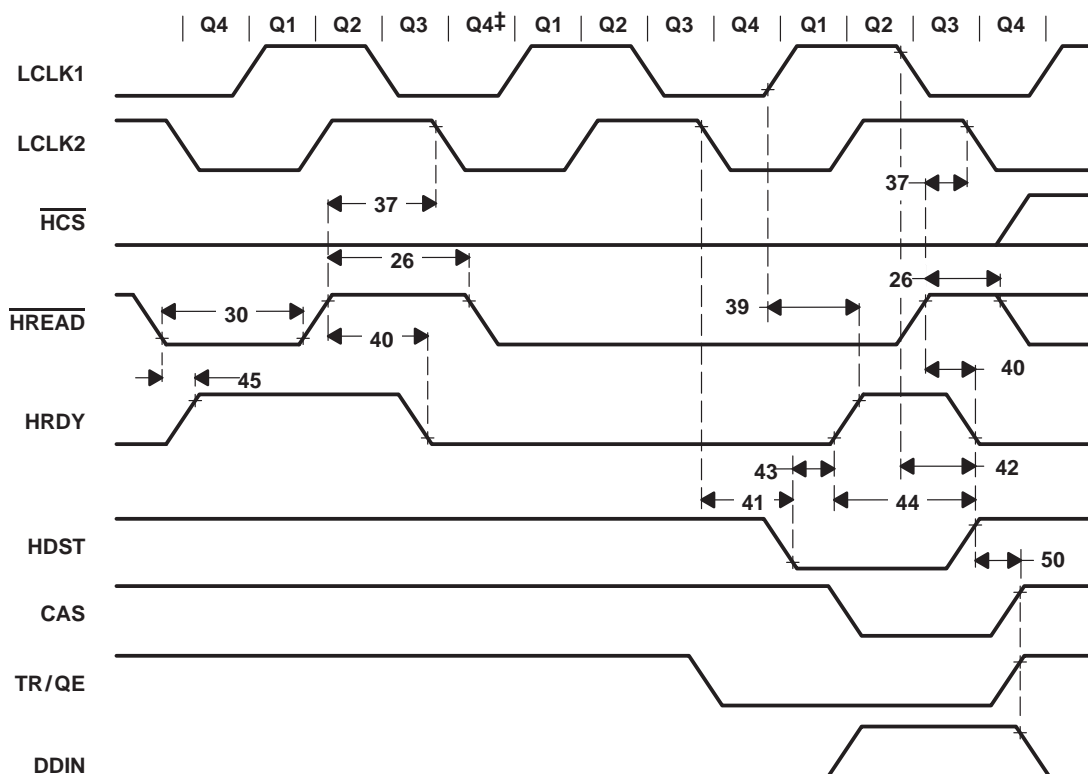 Q4 Q1 Q2 Q3 Q4‡ Q1 Q2 Q3 Q4 Q1 Q2 Q3 Q4
LCLK1
LCLK2
37
37
HCS
26
26
HREAD
30
39
40
40
45
HRDY
43
42
41
44
HDST
50
CAS
TR/QE
DDIN